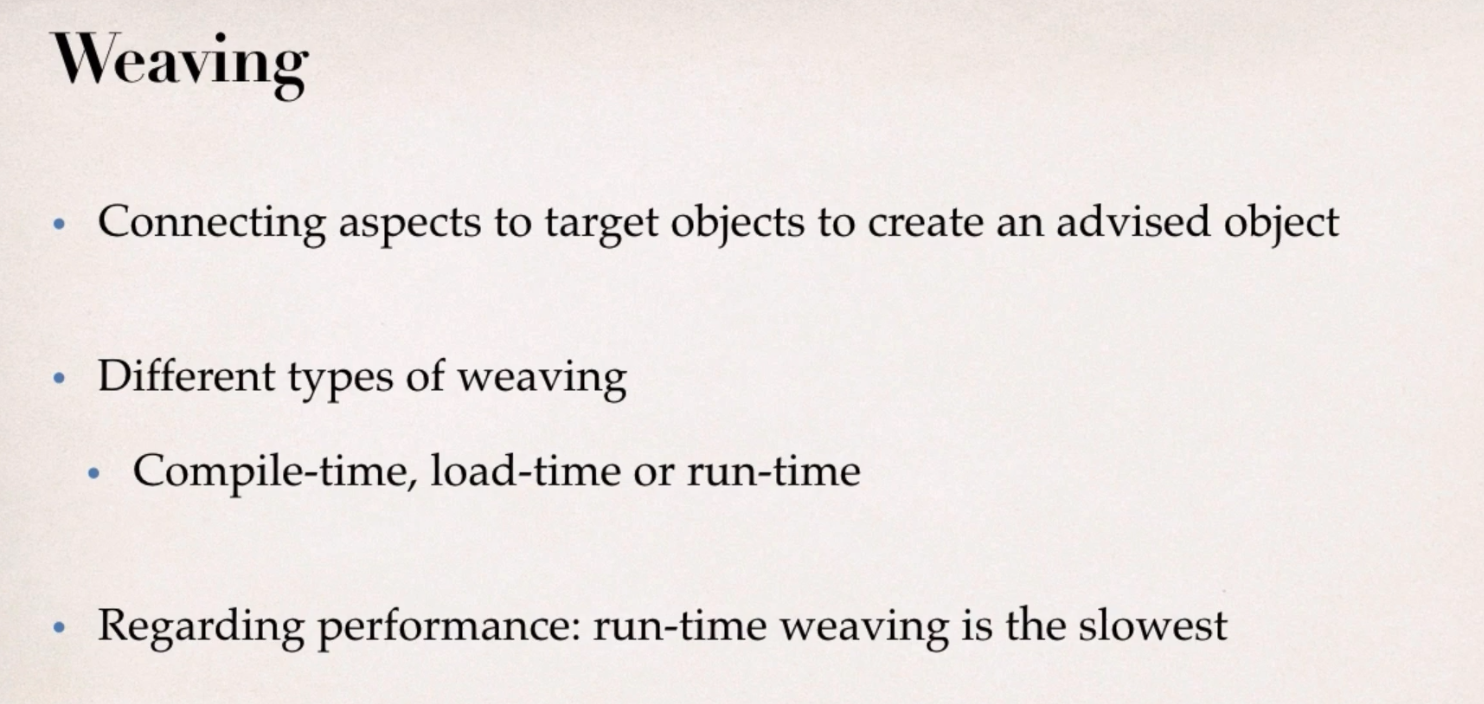 Weaving
• Connecting aspects to target objects to create an advised object
• Different types of weaving
• Compile-time, load-time or run-time
• Regarding performance: run-time weaving is the slowest